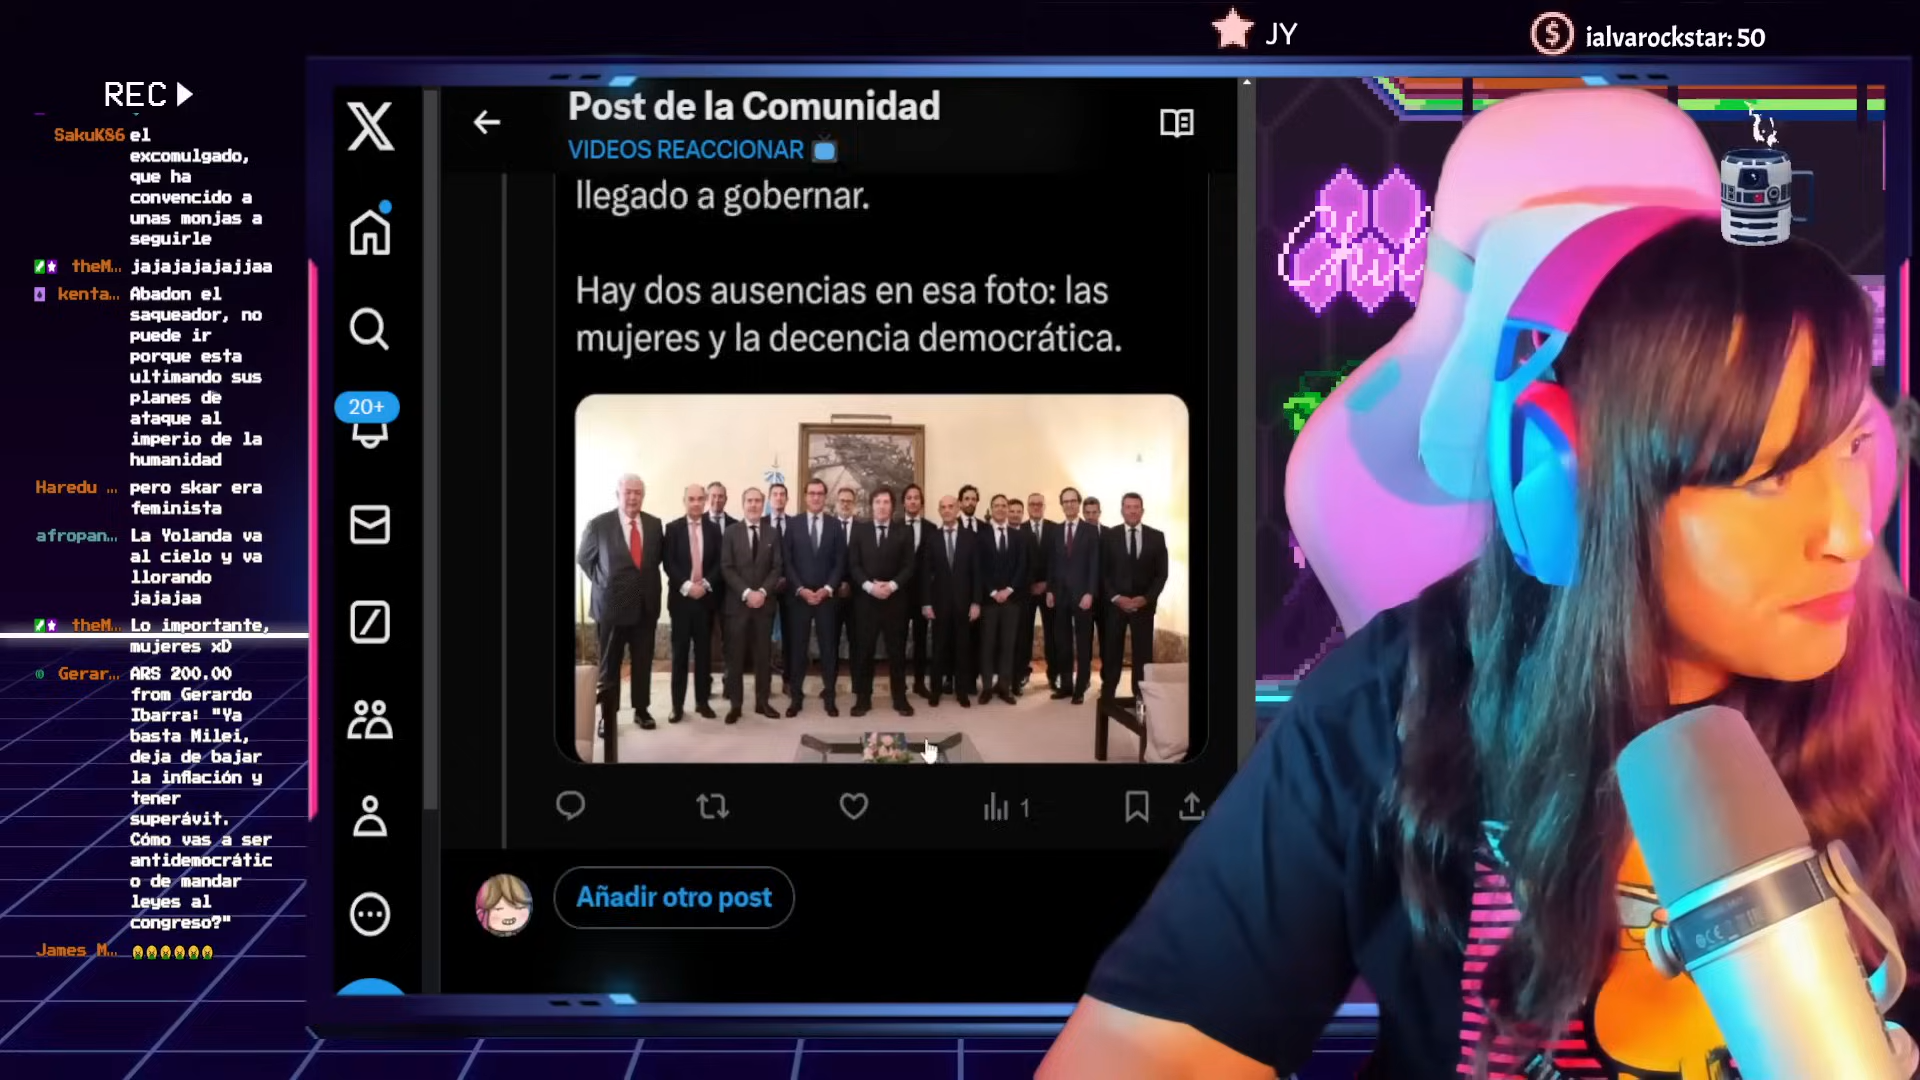 JY
ialvarockstar: 50
REC
SakuK86 el
excomulgado,
que ha
convencido a
unas monjas a
seguirle
theM... jajajajajajjaa
kenta... Abadon el
saqueador, no
puede ir
porque esta
ultimando sus
planes de
ataque al
imperio de la
humanidad
Haredu ... pero skar era
feminista
afropan... La Yolanda va
al cielo y va
llorando
jajajaa
theM... Lo importante,
mujeres xD
Gerar... ARS 200.00
from Gerardo
Ibarra: "Ya
basta Milei,
deja de bajar
la inflación y
tener
superávit.
Cómo vas a ser
antidemocrátic
o de mandar
leyes al
congreso?"
James M...
X
20+
Post de la Comunidad
VIDEOS REACCIONAR
llegado a gobernar.
Hay dos ausencias en esa foto: las
mujeres y la decencia democrática.
1
Añadir otro post